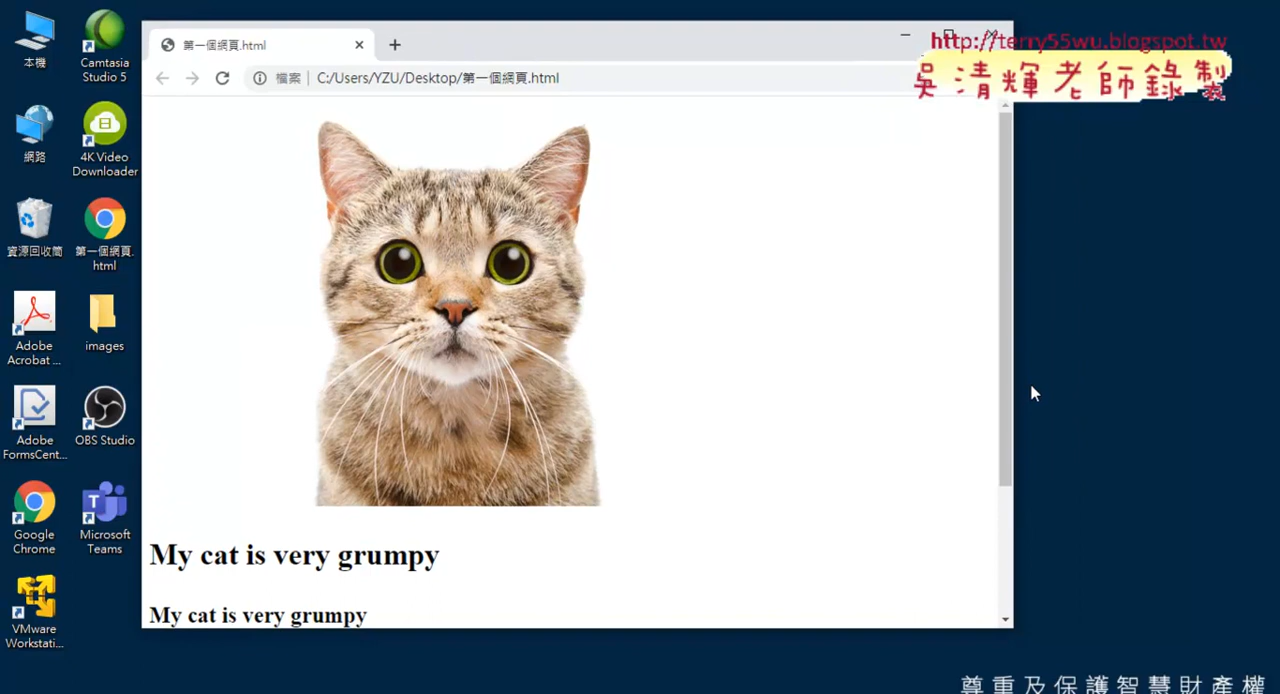 本機
Camtasia
Studio 5
網路
4K Video
Downloader
資源回收筒
第一個網頁.
html
Adobe
Acrobat ...
images
Adobe
FormsCent...
OBS Studio
Google
Chrome
Microsoft
Teams
VMware
Workstati...
第一個網頁.html
檔案 | C:/Users/YZU/Desktop/第一個網頁.html
http://terry55wu.blogspot.tw
吳清輝老師錄製
My cat is very grumpy
My cat is very grumpy
尊重及保護智慧財產權